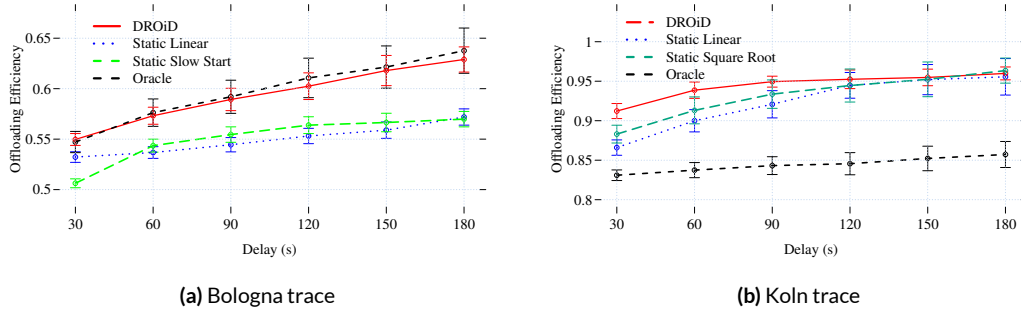 DROiD
Static Linear
Static Slow Start
Oracle
Offloading Efficiency
0.65
0.6
0.55
0.5
30 60 90 120 150 180
Delay (s)
(a) Bologna trace
DROiD
Static Linear
Static Square Root
Oracle
Offloading Efficiency
1
0.95
0.9
0.85
0.8
30 60 90 120 150 180
Delay (s)
(b) Koln trace